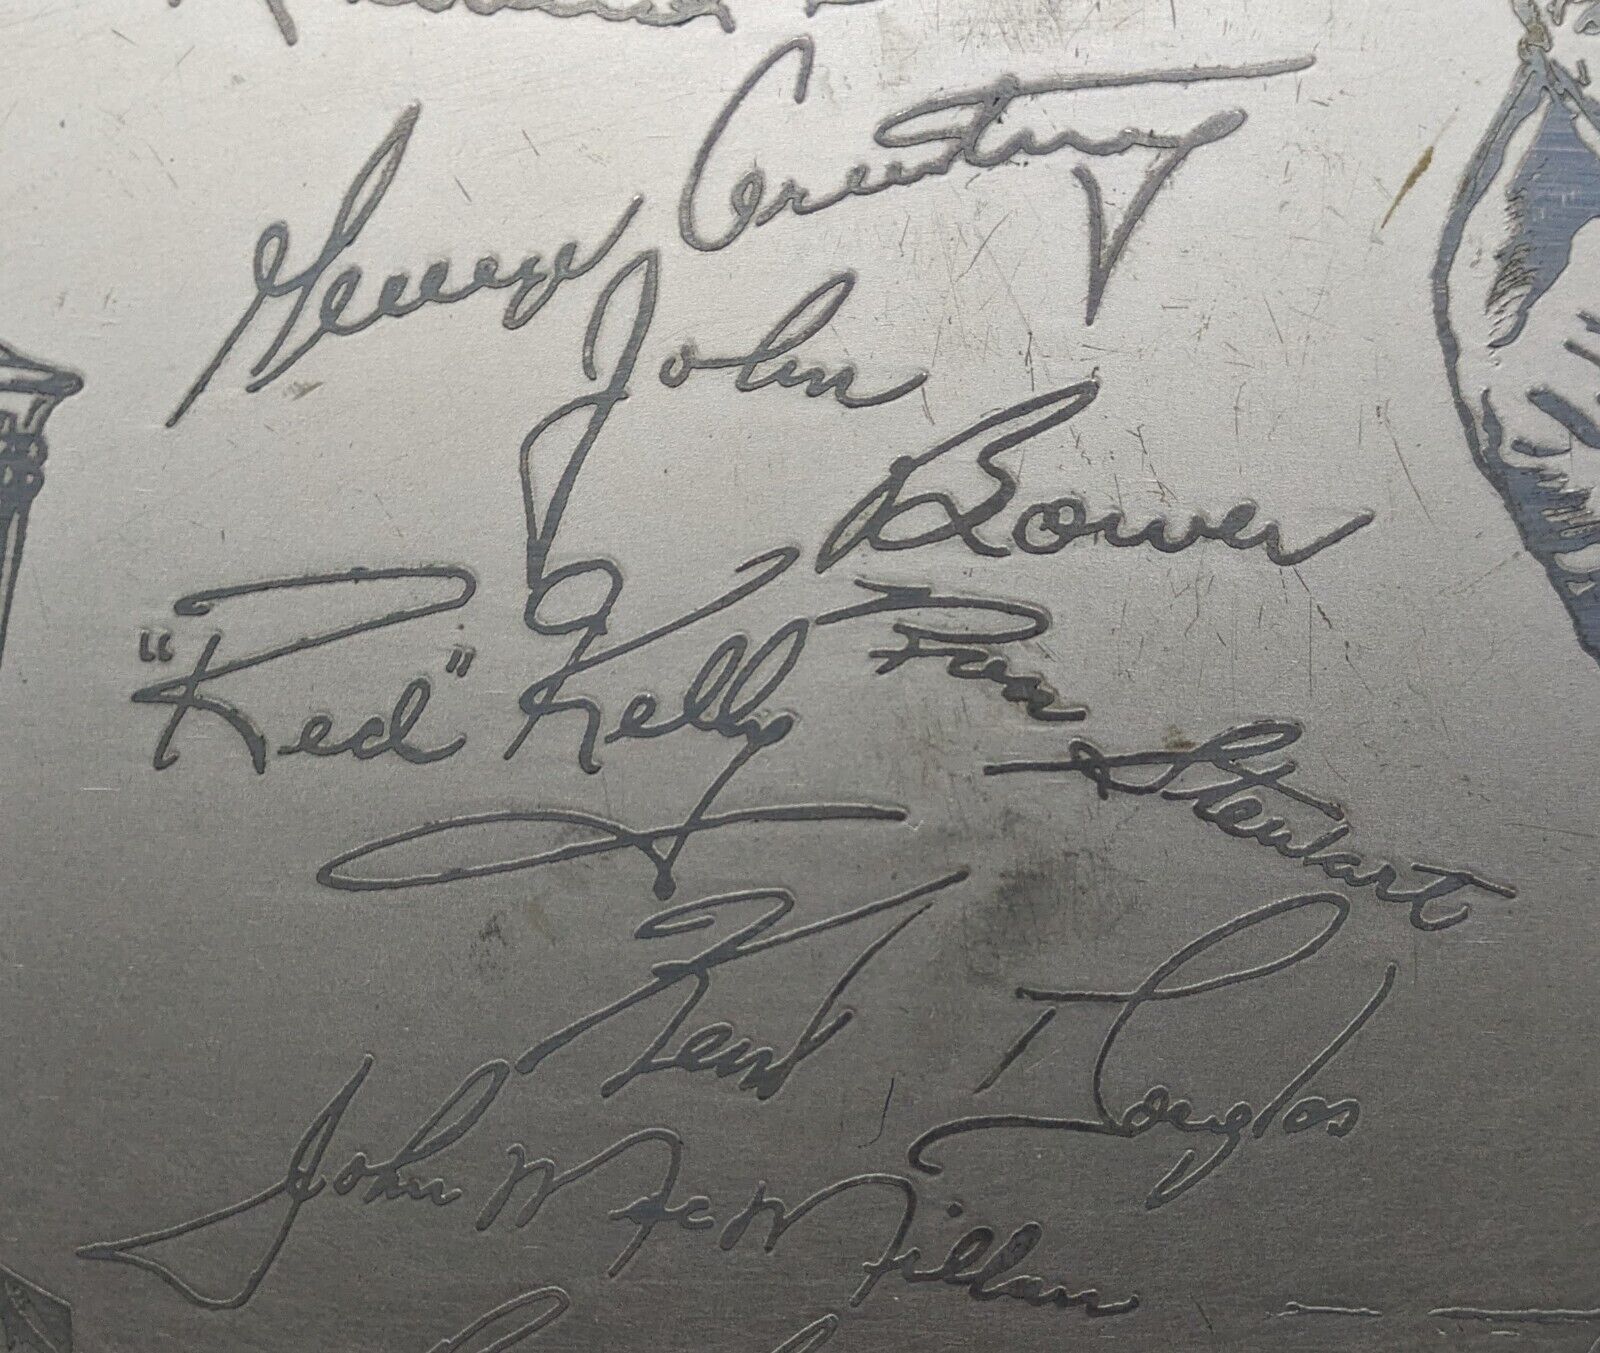 George Armstrong
John Bower
"Red" Kelly
Ron Stewart
Kent Douglas
John MacMillan